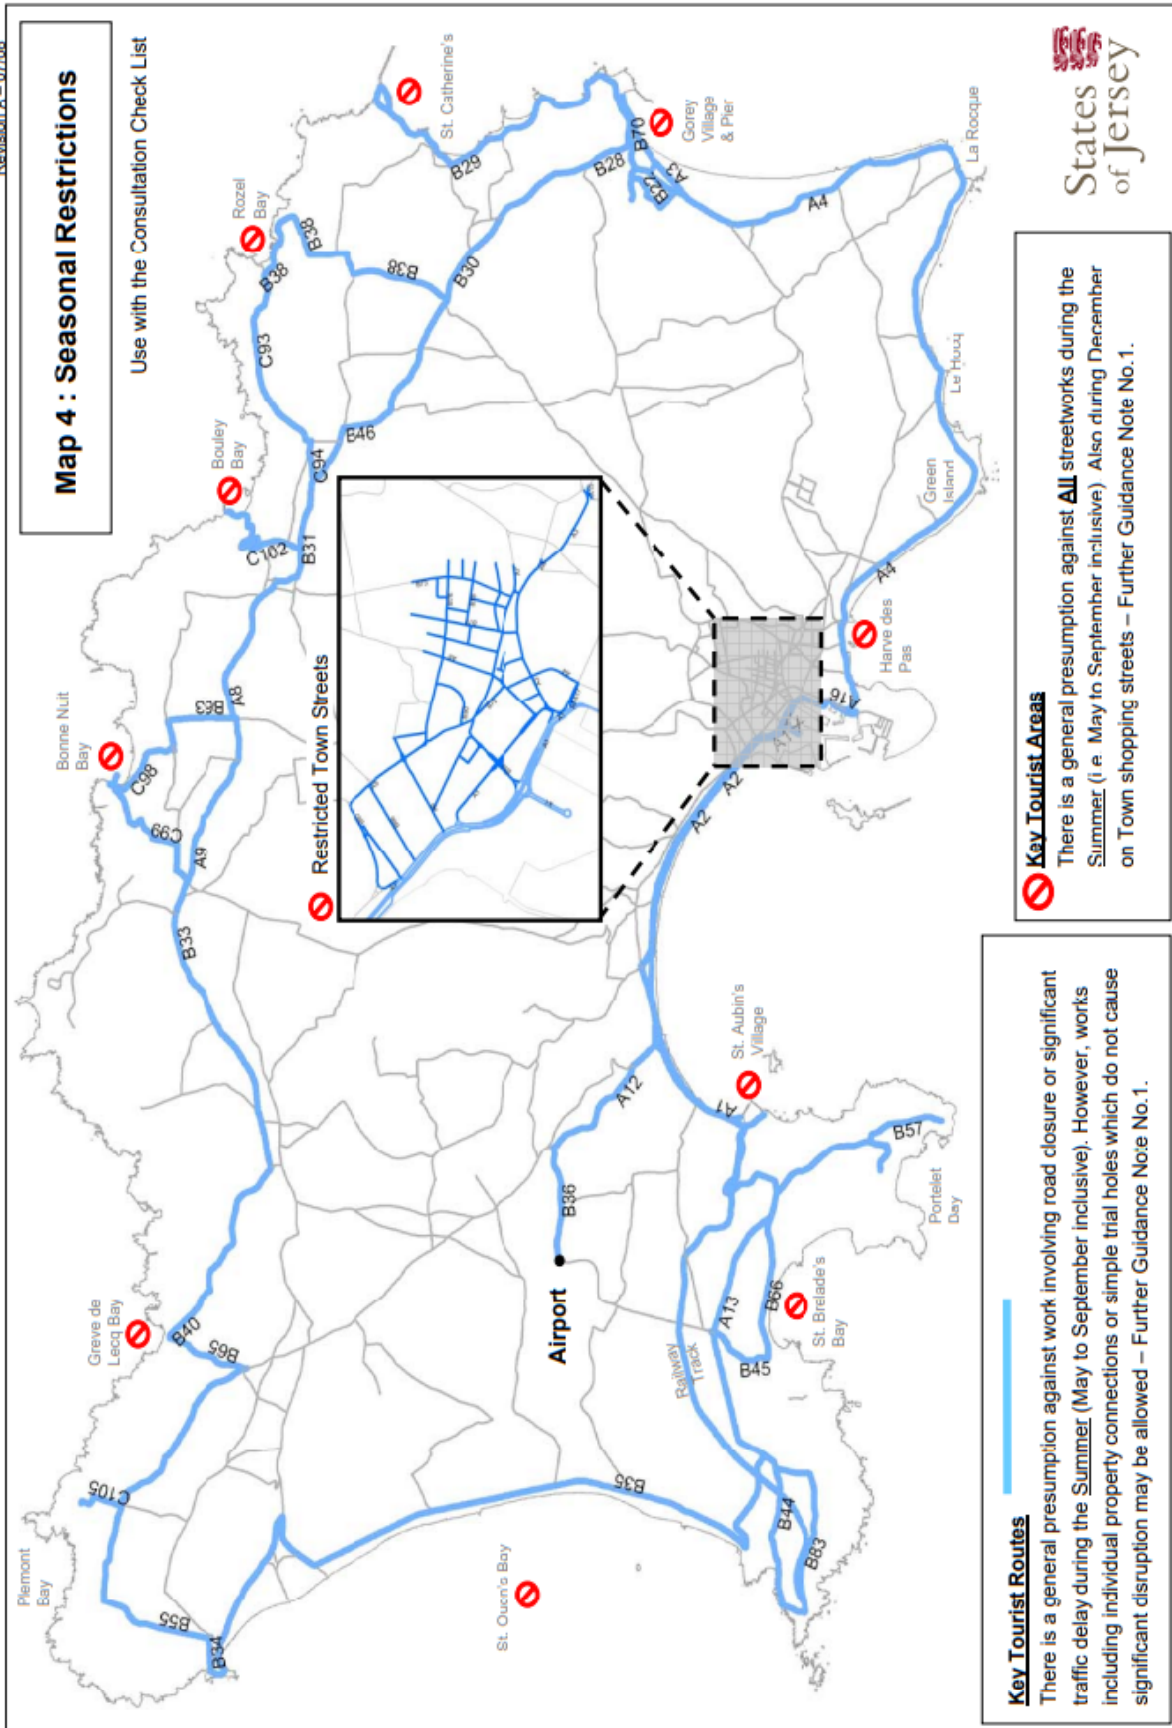 Map 4 : Seasonal Restrictions
Use with the Consultation Check List
Plemont
Bay
Greve de
Lecq Bay
Bonne Nuit
Bay
Bouley
Bay
Rozel
Bay
St. Catherine's
Gorey
Village
& Pier
La Rocque
Le Hocq
Green
Island
Harve des
Pas
St. Aubin's
Village
Portelet
St. Brelade's
Bay
St. Ouen's Bay
Railway
Track
Airport
B34
B55
C105
B65
B40
B33
A9
C99
C98
B63
A8
C102
B31
C94
B46
C93
B38
B38
B38
B30
B29
B28
B70
A3
A4
A4
A16
A2
A2
A12
B36
A1
B57
A13
B66
B45
B44
B83
B35
Restricted Town Streets
Key Tourist Routes
There is a general presumption against work involving road closure or significant
traffic delay during the Summer (May to September inclusive). However, works
including individual property connections or simple trial holes which do not cause
significant disruption may be allowed – Further Guidance Note No.1.
Key Tourist Areas
There is a general presumption against All streetworks during the
Summer (i.e. May to September inclusive). Also during December
on Town shopping streets – Further Guidance Note No.1.
States
of Jersey